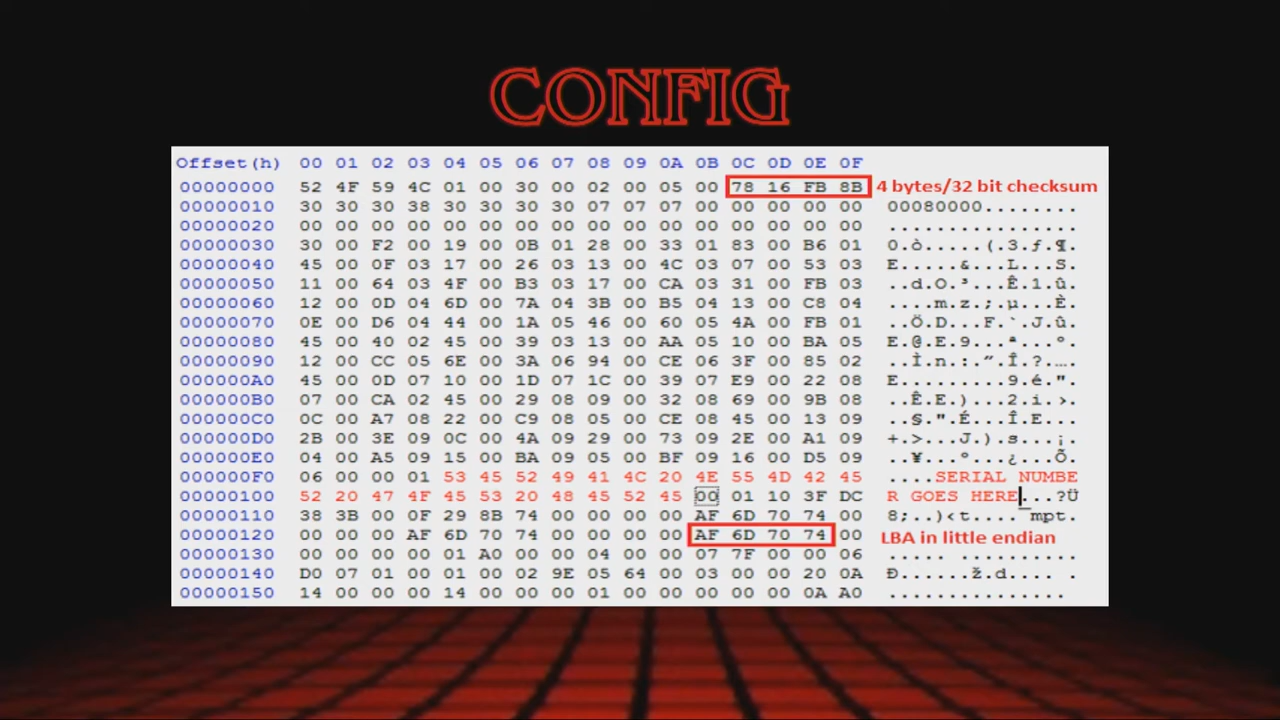 CONFIG
Offset(h) 00 01 02 03 04 05 06 07 08 09 0A 0B 0C 0D 0E 0F
00000000 52 4F 59 4C 01 00 30 00 02 00 05 00 78 16 FB 8B 4 bytes/32 bit checksum
00000010 30 30 30 38 30 30 30 30 07 07 07 00 00 00 00 00 00080000........
00000020 00 00 00 00 00 00 00 00 00 00 00 00 00 00 00 00 ................
00000030 30 00 F2 00 19 00 0B 01 28 00 33 01 83 00 B6 01 0.ò.....(.3.ƒ.¶.
00000040 45 00 0F 03 17 00 26 03 13 00 4C 03 07 00 53 03 E.....&...L...S.
00000050 11 00 64 03 4F 00 B3 03 17 00 CA 03 31 00 FB 03 ..d.O.³...Ê.1.û.
00000060 12 00 0D 04 6D 00 7A 04 3B 00 B5 04 13 00 C8 04 ....m.z.;.µ...È.
00000070 0E 00 D6 04 44 00 1A 05 46 00 60 05 4A 00 FB 01 ..Ö.D...F.`.J.û.
00000080 45 00 40 02 45 00 39 03 13 00 AA 05 10 00 BA 05 E.@.E.9...ª...º.
00000090 12 00 CC 05 6E 00 3A 06 94 00 CE 06 3F 00 85 02 ..Ì.n.:.”.Î.?.….
000000A0 45 00 0D 07 10 00 1D 07 1C 00 39 07 E9 00 22 08 E.........9.é.".
000000B0 07 00 CA 02 45 00 29 08 09 00 32 08 69 00 9B 08 ..Ê.E.)...2.i.›.
000000C0 0C 00 A7 08 22 00 C9 08 05 00 CE 08 45 00 13 09 ..§.".É...Î.E...
000000D0 2B 00 3E 09 0C 00 4A 09 29 00 73 09 2E 00 A1 09 +.>...J.).s...¡.
000000E0 04 00 A5 09 15 00 BA 09 05 00 BF 09 16 00 D5 09 ..¥...º...¿...Õ.
000000F0 06 00 00 01 53 45 52 49 41 4C 20 4E 55 4D 42 45 ....SERIAL NUMBE
00000100 52 20 47 4F 45 53 20 48 45 52 45 00 01 10 3F DC R GOES HERE...?Ü
00000110 38 3B 00 0F 29 8B 74 00 00 00 00 AF 6D 70 74 00 8;..)‹t....¯mpt.
00000120 00 00 00 AF 6D 70 74 00 00 00 00 AF 6D 70 74 00 LBA in little endian
00000130 00 00 00 01 A0 00 00 04 00 00 07 7F 00 00 00 06 ..... ..........
00000140 D0 07 01 00 01 00 02 9E 05 64 00 03 00 00 20 0A Ð......ž.d.... .
00000150 14 00 00 00 14 00 00 00 01 00 00 00 00 00 0A A0 ...............